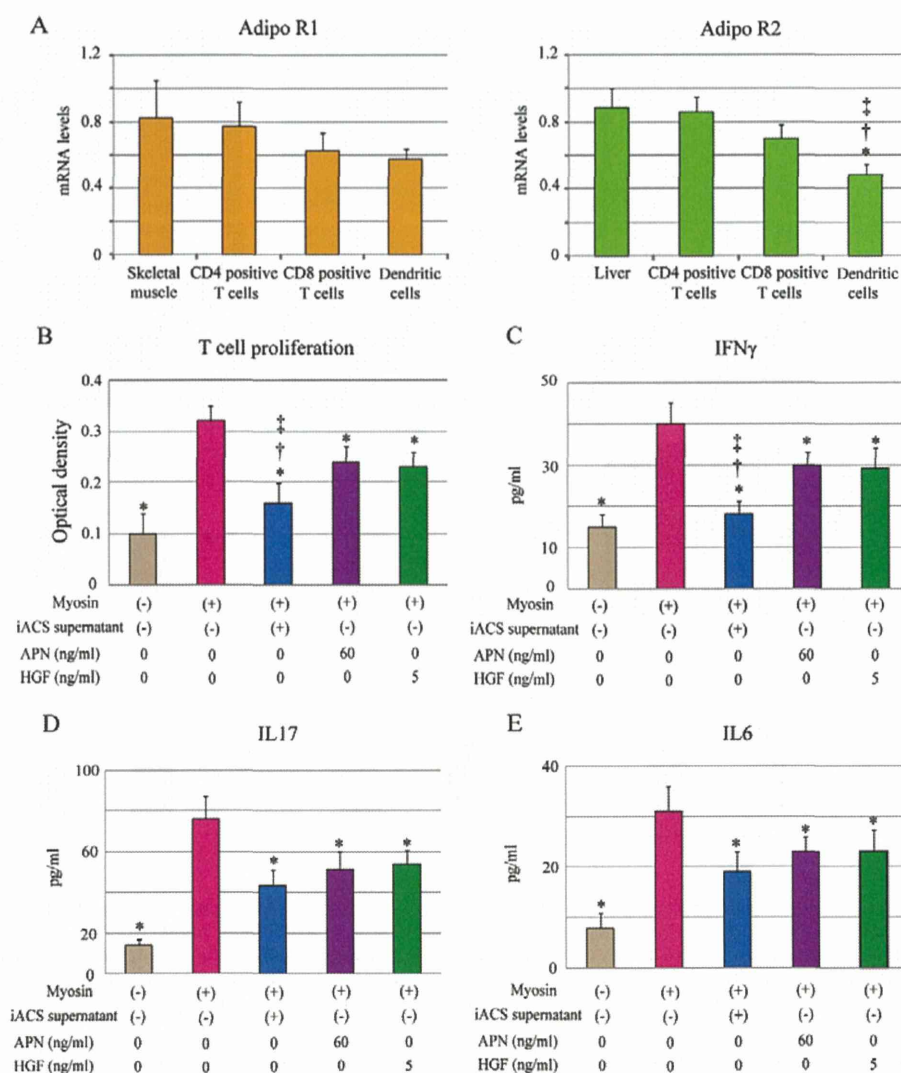 A
Adipo R1
1.2
0.8
0.4
0
mRNA levels
Skeletal muscle
CD4 positive T cells
CD8 positive T cells
Dendritic cells
Adipo R2
1.2
0.8
0.4
0
mRNA levels
‡
†
*
Liver
CD4 positive T cells
CD8 positive T cells
Dendritic cells
B
T cell proliferation
0.4
0.3
0.2
0.1
0
Optical density
*
‡
†
*
*
*
Myosin (-) (+) (+) (+) (+)
iACS supernatant (-) (-) (+) (-) (-)
APN (ng/ml) 0 0 0 60 0
HGF (ng/ml) 0 0 0 0 5
C
IFNγ
50
30
10
0
pg/ml
*
‡
†
*
*
*
Myosin (-) (+) (+) (+) (+)
iACS supernatant (-) (-) (+) (-) (-)
APN (ng/ml) 0 0 0 60 0
HGF (ng/ml) 0 0 0 0 5
D
IL17
100
60
20
0
pg/ml
*
*
*
*
Myosin (-) (+) (+) (+) (+)
iACS supernatant (-) (-) (+) (-) (-)
APN (ng/ml) 0 0 0 60 0
HGF (ng/ml) 0 0 0 0 5
E
IL6
40
20
0
pg/ml
*
*
*
*
Myosin (-) (+) (+) (+) (+)
iACS supernatant (-) (-) (+) (-) (-)
APN (ng/ml) 0 0 0 60 0
HGF (ng/ml) 0 0 0 0 5